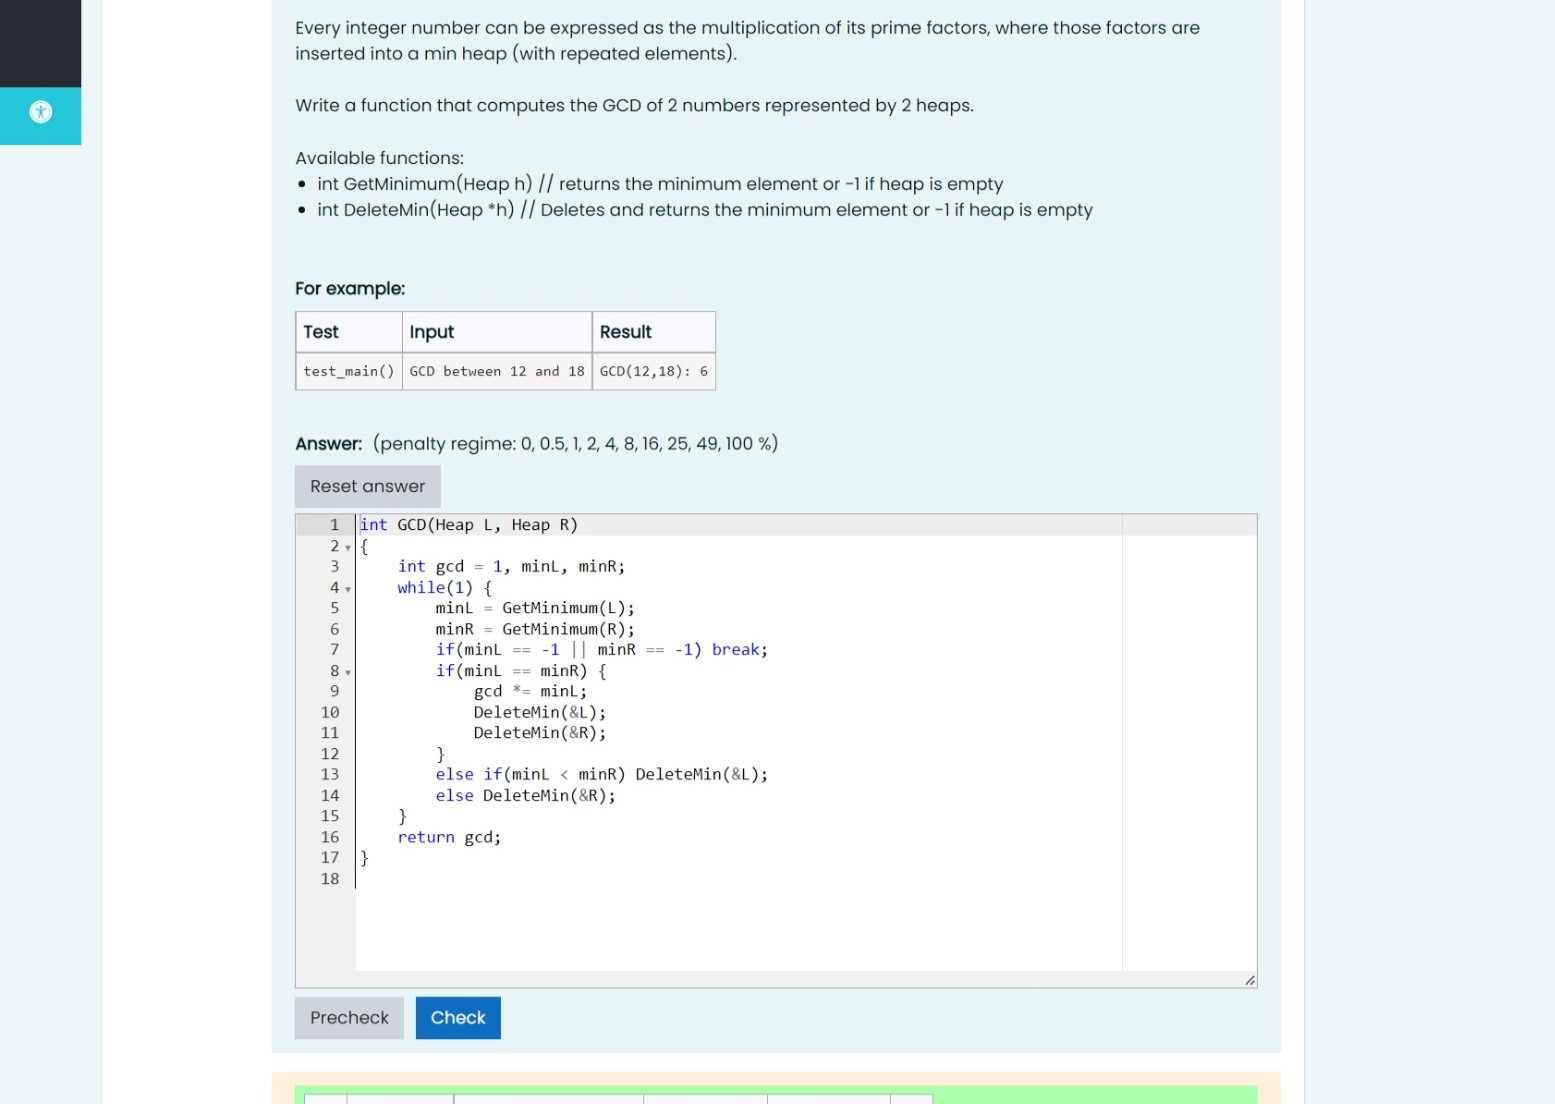 Every integer number can be expressed as the multiplication of its prime factors, where those factors are
inserted into a min heap (with repeated elements).
Write a function that computes the GCD of 2 numbers represented by 2 heaps.
Available functions:
• int GetMinimum(Heap h) // returns the minimum element or -1 if heap is empty
• int DeleteMin(Heap *h) // Deletes and returns the minimum element or -1 if heap is empty
For example:
Test Input Result
test_main() GCD between 12 and 18 GCD(12,18): 6
Answer: (penalty regime: 0, 0.5, 1, 2, 4, 8, 16, 25, 49, 100 %)
Reset answer
1 int GCD(Heap L, Heap R)
2 {
3     int gcd = 1, minL, minR;
4     while(1) {
5         minL = GetMinimum(L);
6         minR = GetMinimum(R);
7         if(minL == -1 || minR == -1) break;
8         if(minL == minR) {
9             gcd *= minL;
10             DeleteMin(&L);
11             DeleteMin(&R);
12         }
13         else if(minL < minR) DeleteMin(&L);
14         else DeleteMin(&R);
15     }
16     return gcd;
17 }
18
Precheck Check